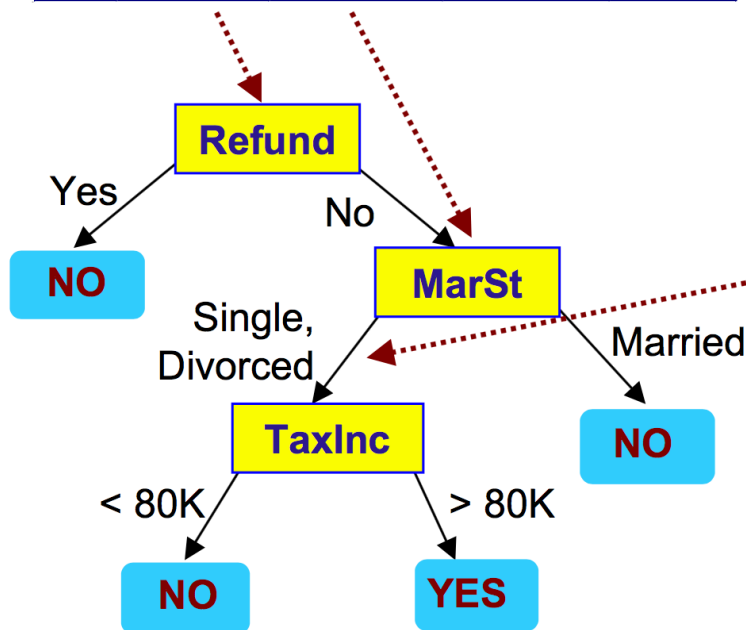 Refund
Yes
No
NO
MarSt
Single,
Divorced
Married
TaxInc
NO
< 80K
> 80K
NO
YES